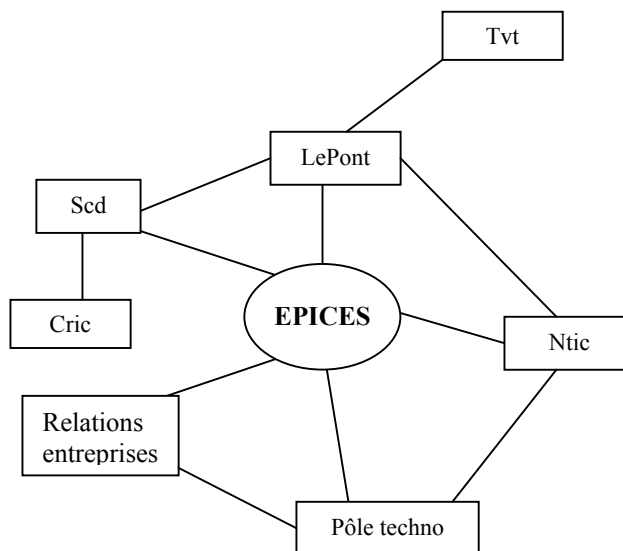 Tvt
LePont
Scd
EPICES
Cric
Ntic
Relations
entreprises
Pôle techno